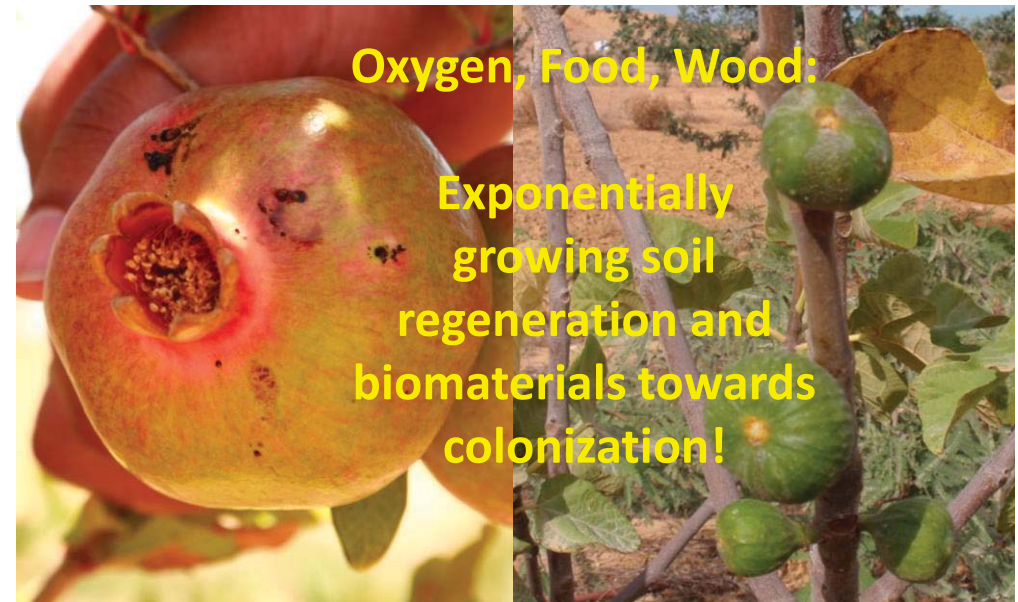 Oxygen, Food, Wood:
Exponentially
growing soil
regeneration and
biomaterials towards
colonization!